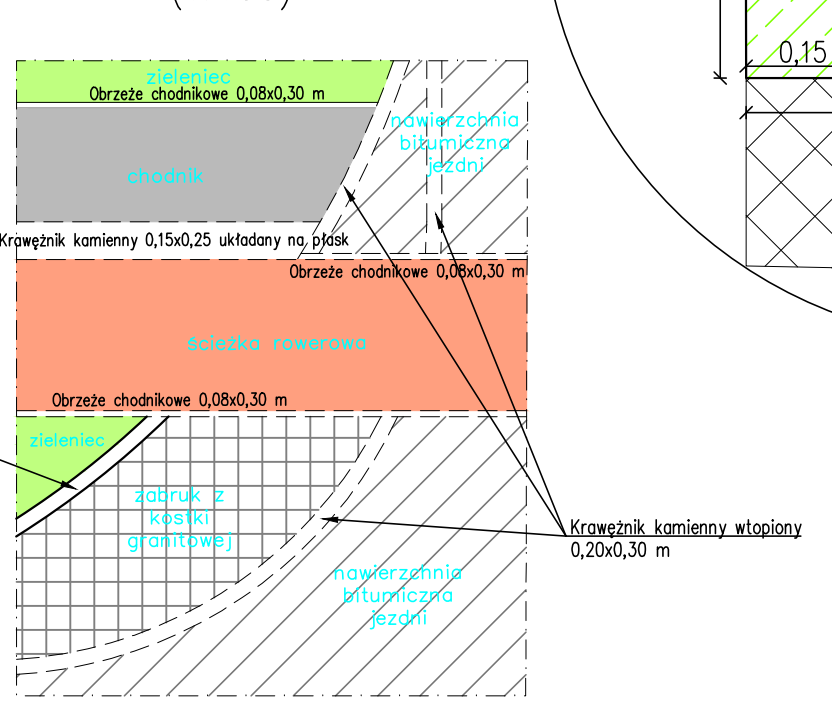 zieleniec
Obrzeże chodnikowe 0,08x0,30 m
0,15
nawierzchnia
bitumiczna
jezdni
chodnik
Krawężnik kamienny 0,15x0,25 układany na płask
Obrzeże chodnikowe 0,08x0,30 m
ścieżka rowerowa
Obrzeże chodnikowe 0,08x0,30 m
zieleniec
zabruk z
kostki
granitowej
Krawężnik kamienny wtopiony
0,20x0,30 m
nawierzchnia
bitumiczna
jezdni